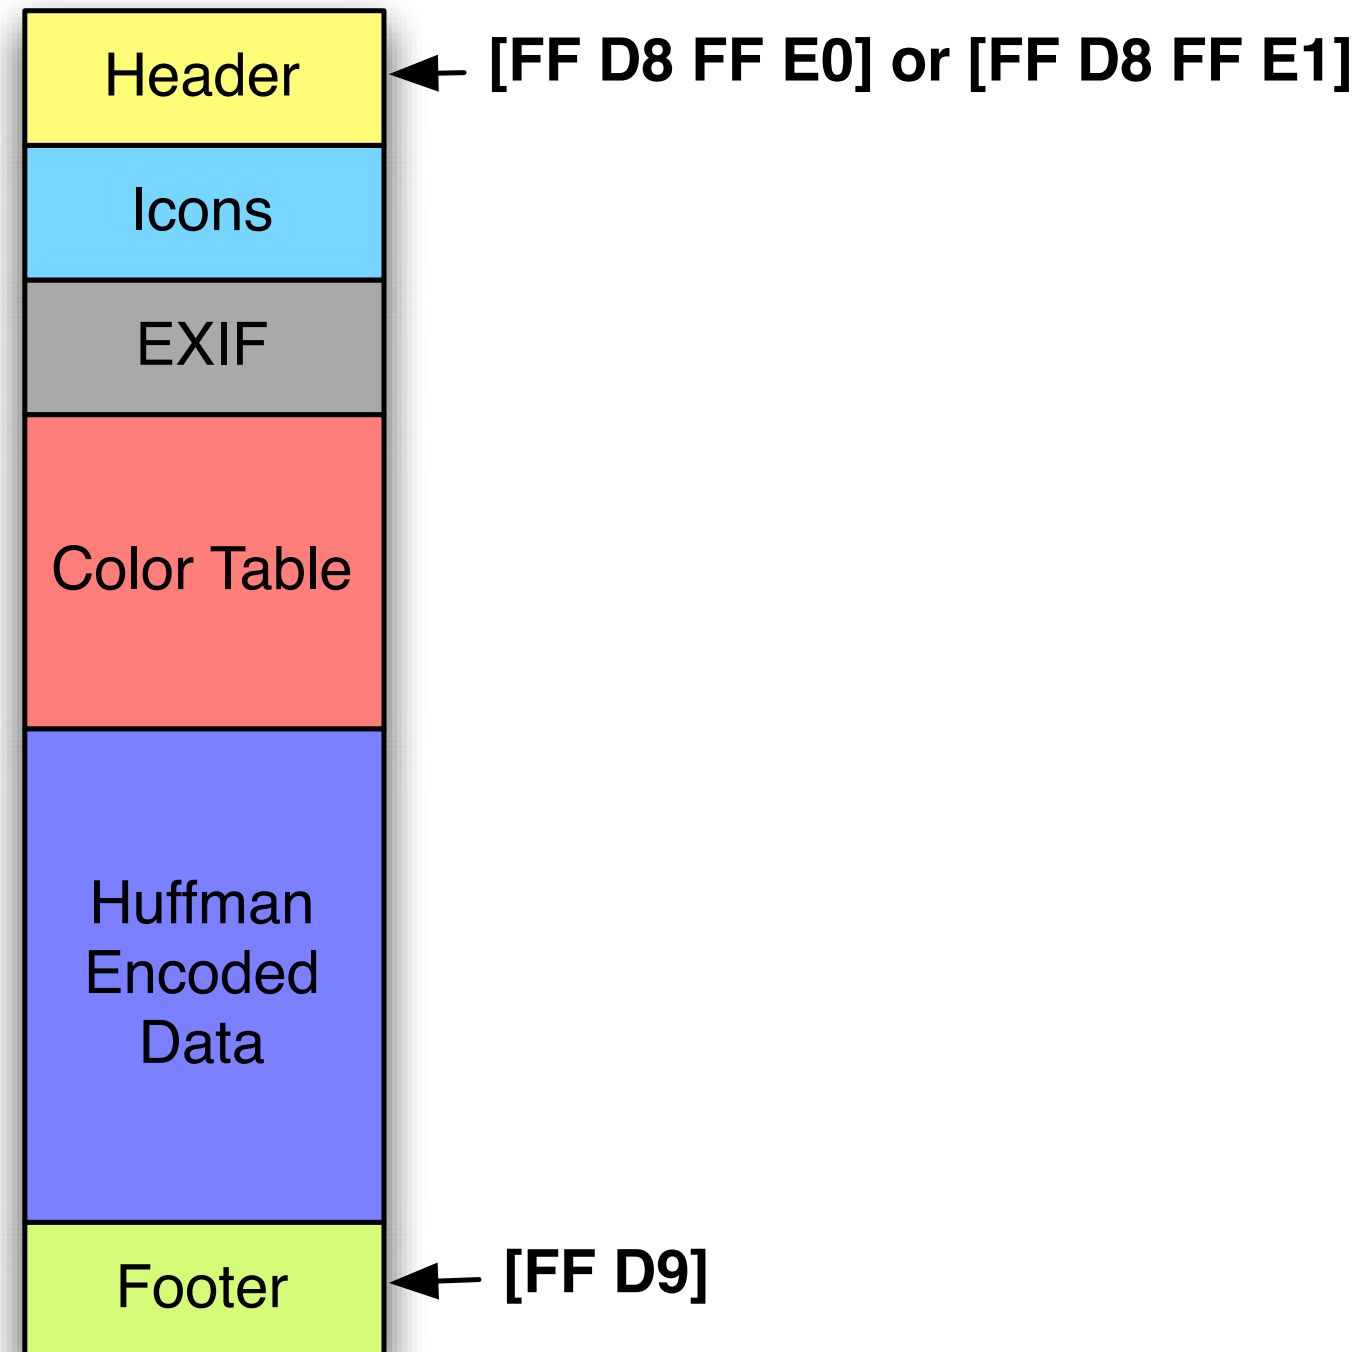 Header
[FF D8 FF E0] or [FF D8 FF E1]
Icons
EXIF
Color Table
Huffman
Encoded
Data
Footer
[FF D9]